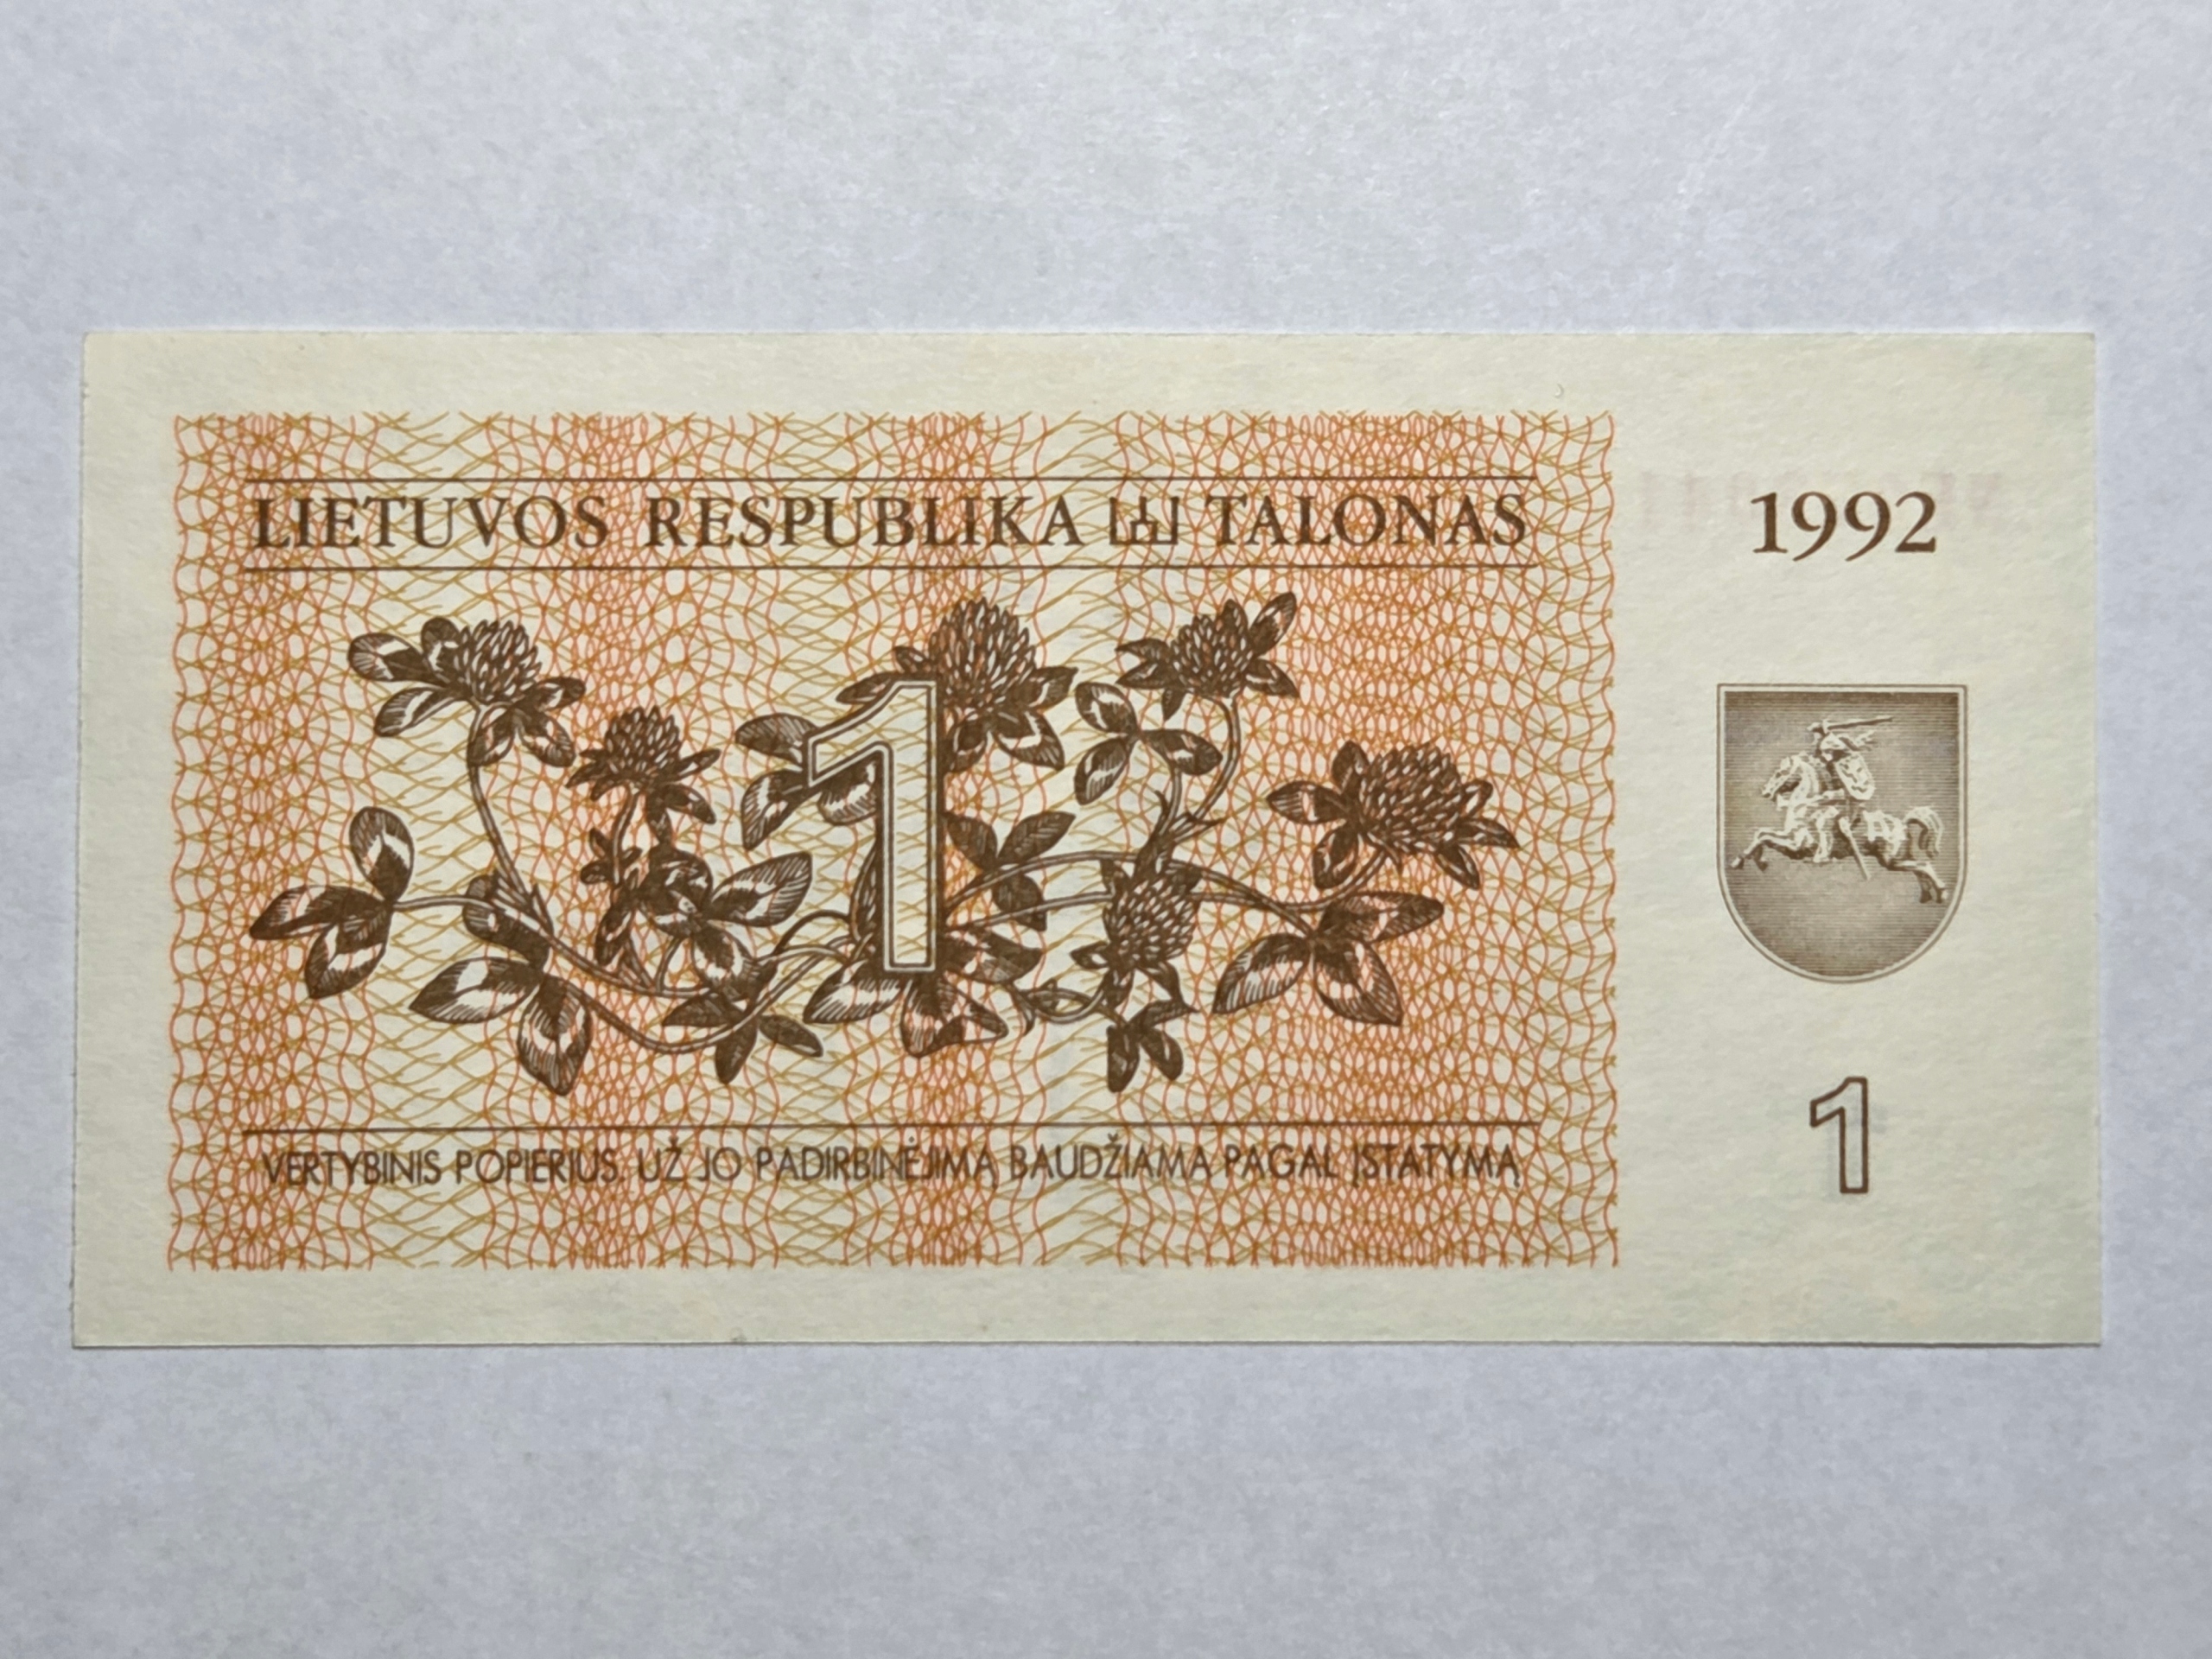 LIETUVOS RESPUBLIKA TALONAS
1992
1
1
VERTYBINIS POPIERIUS. UŽ JO PADIRBINĖJIMĄ BAUDŽIAMA PAGAL ĮSTATYMĄ